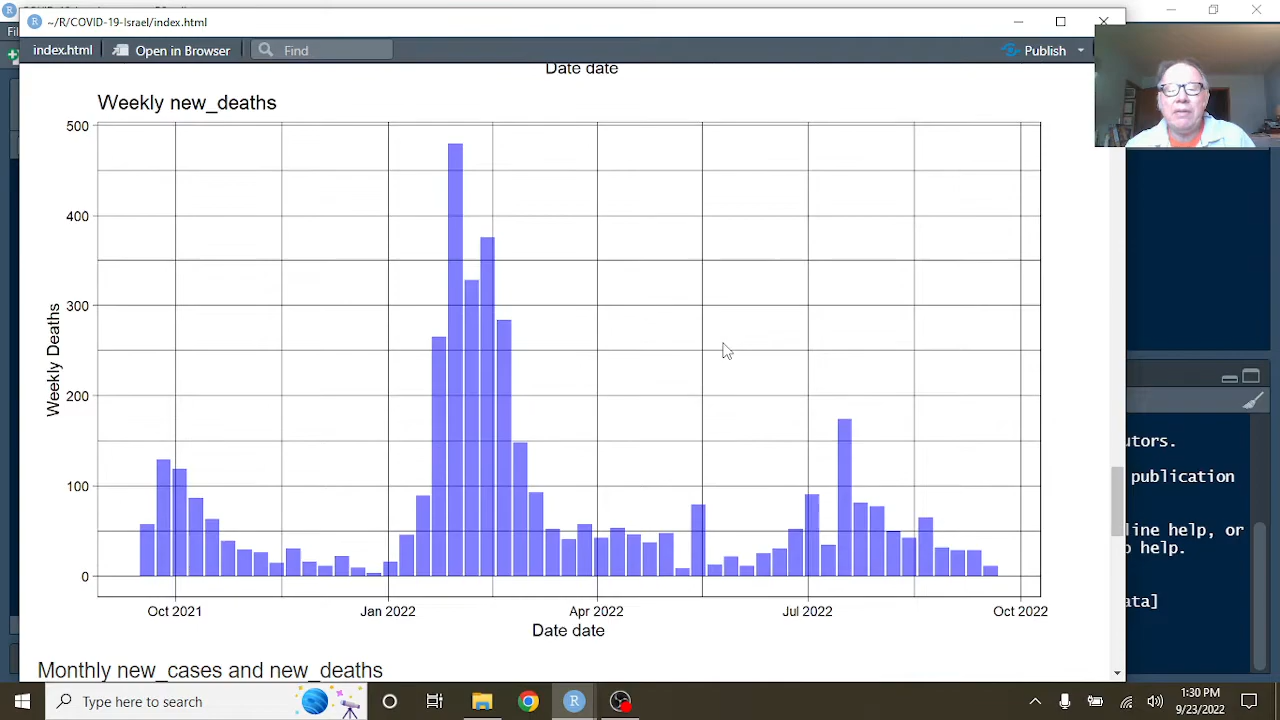 ~/R/COVID-19-Israel/index.html
Fil
index.html
Open in Browser
Find
Publish
Date date
Weekly new_deaths
500
400
300
200
100
0
Weekly Deaths
Oct 2021
Jan 2022
Apr 2022
Jul 2022
Oct 2022
Date date
Monthly new_cases and new_deaths
utors.
publication
line help, or
o help.
ata]
Type here to search
1:30 PM
9/23/2022